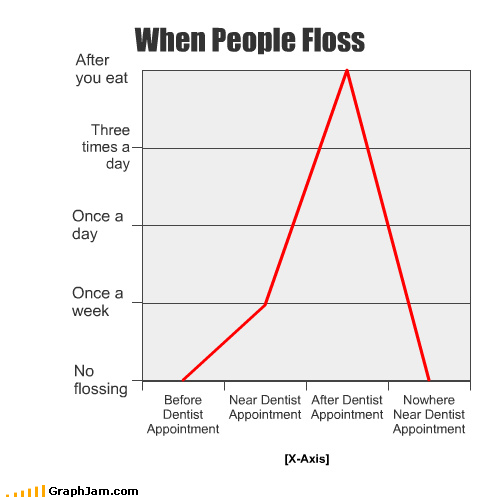 When People Floss
After
you eat
Three
times a
day
Once a
day
Once a
week
No
flossing
Before
Dentist
Appointment
Near Dentist
Appointment
After Dentist
Appointment
Nowhere
Near Dentist
Appointment
[X-Axis]
GraphJam.com